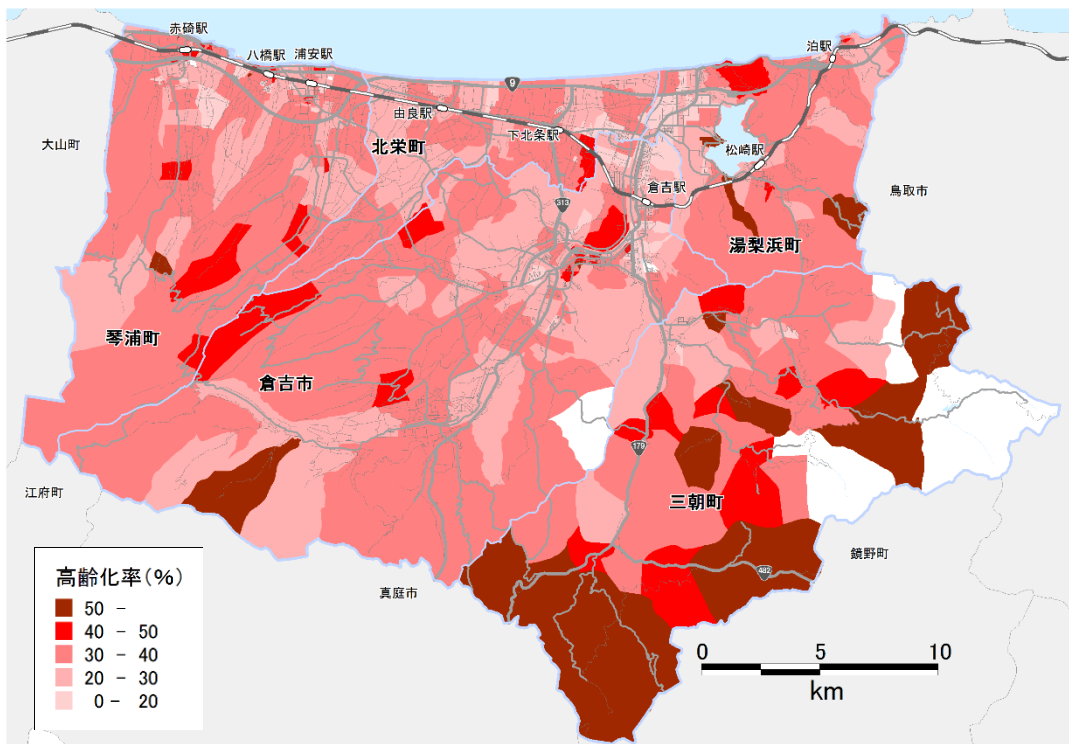 赤碕駅
八橋駅
浦安駅
泊駅
9
由良駅
大山町
北栄町
下北条駅
松崎駅
倉吉駅
鳥取市
313
湯梨浜町
琴浦町
倉吉市
179
三朝町
江府町
鏡野町
482
真庭市
高齢化率(%)
50 -
40 - 50
30 - 40
20 - 30
0 - 20
0 5 10
km